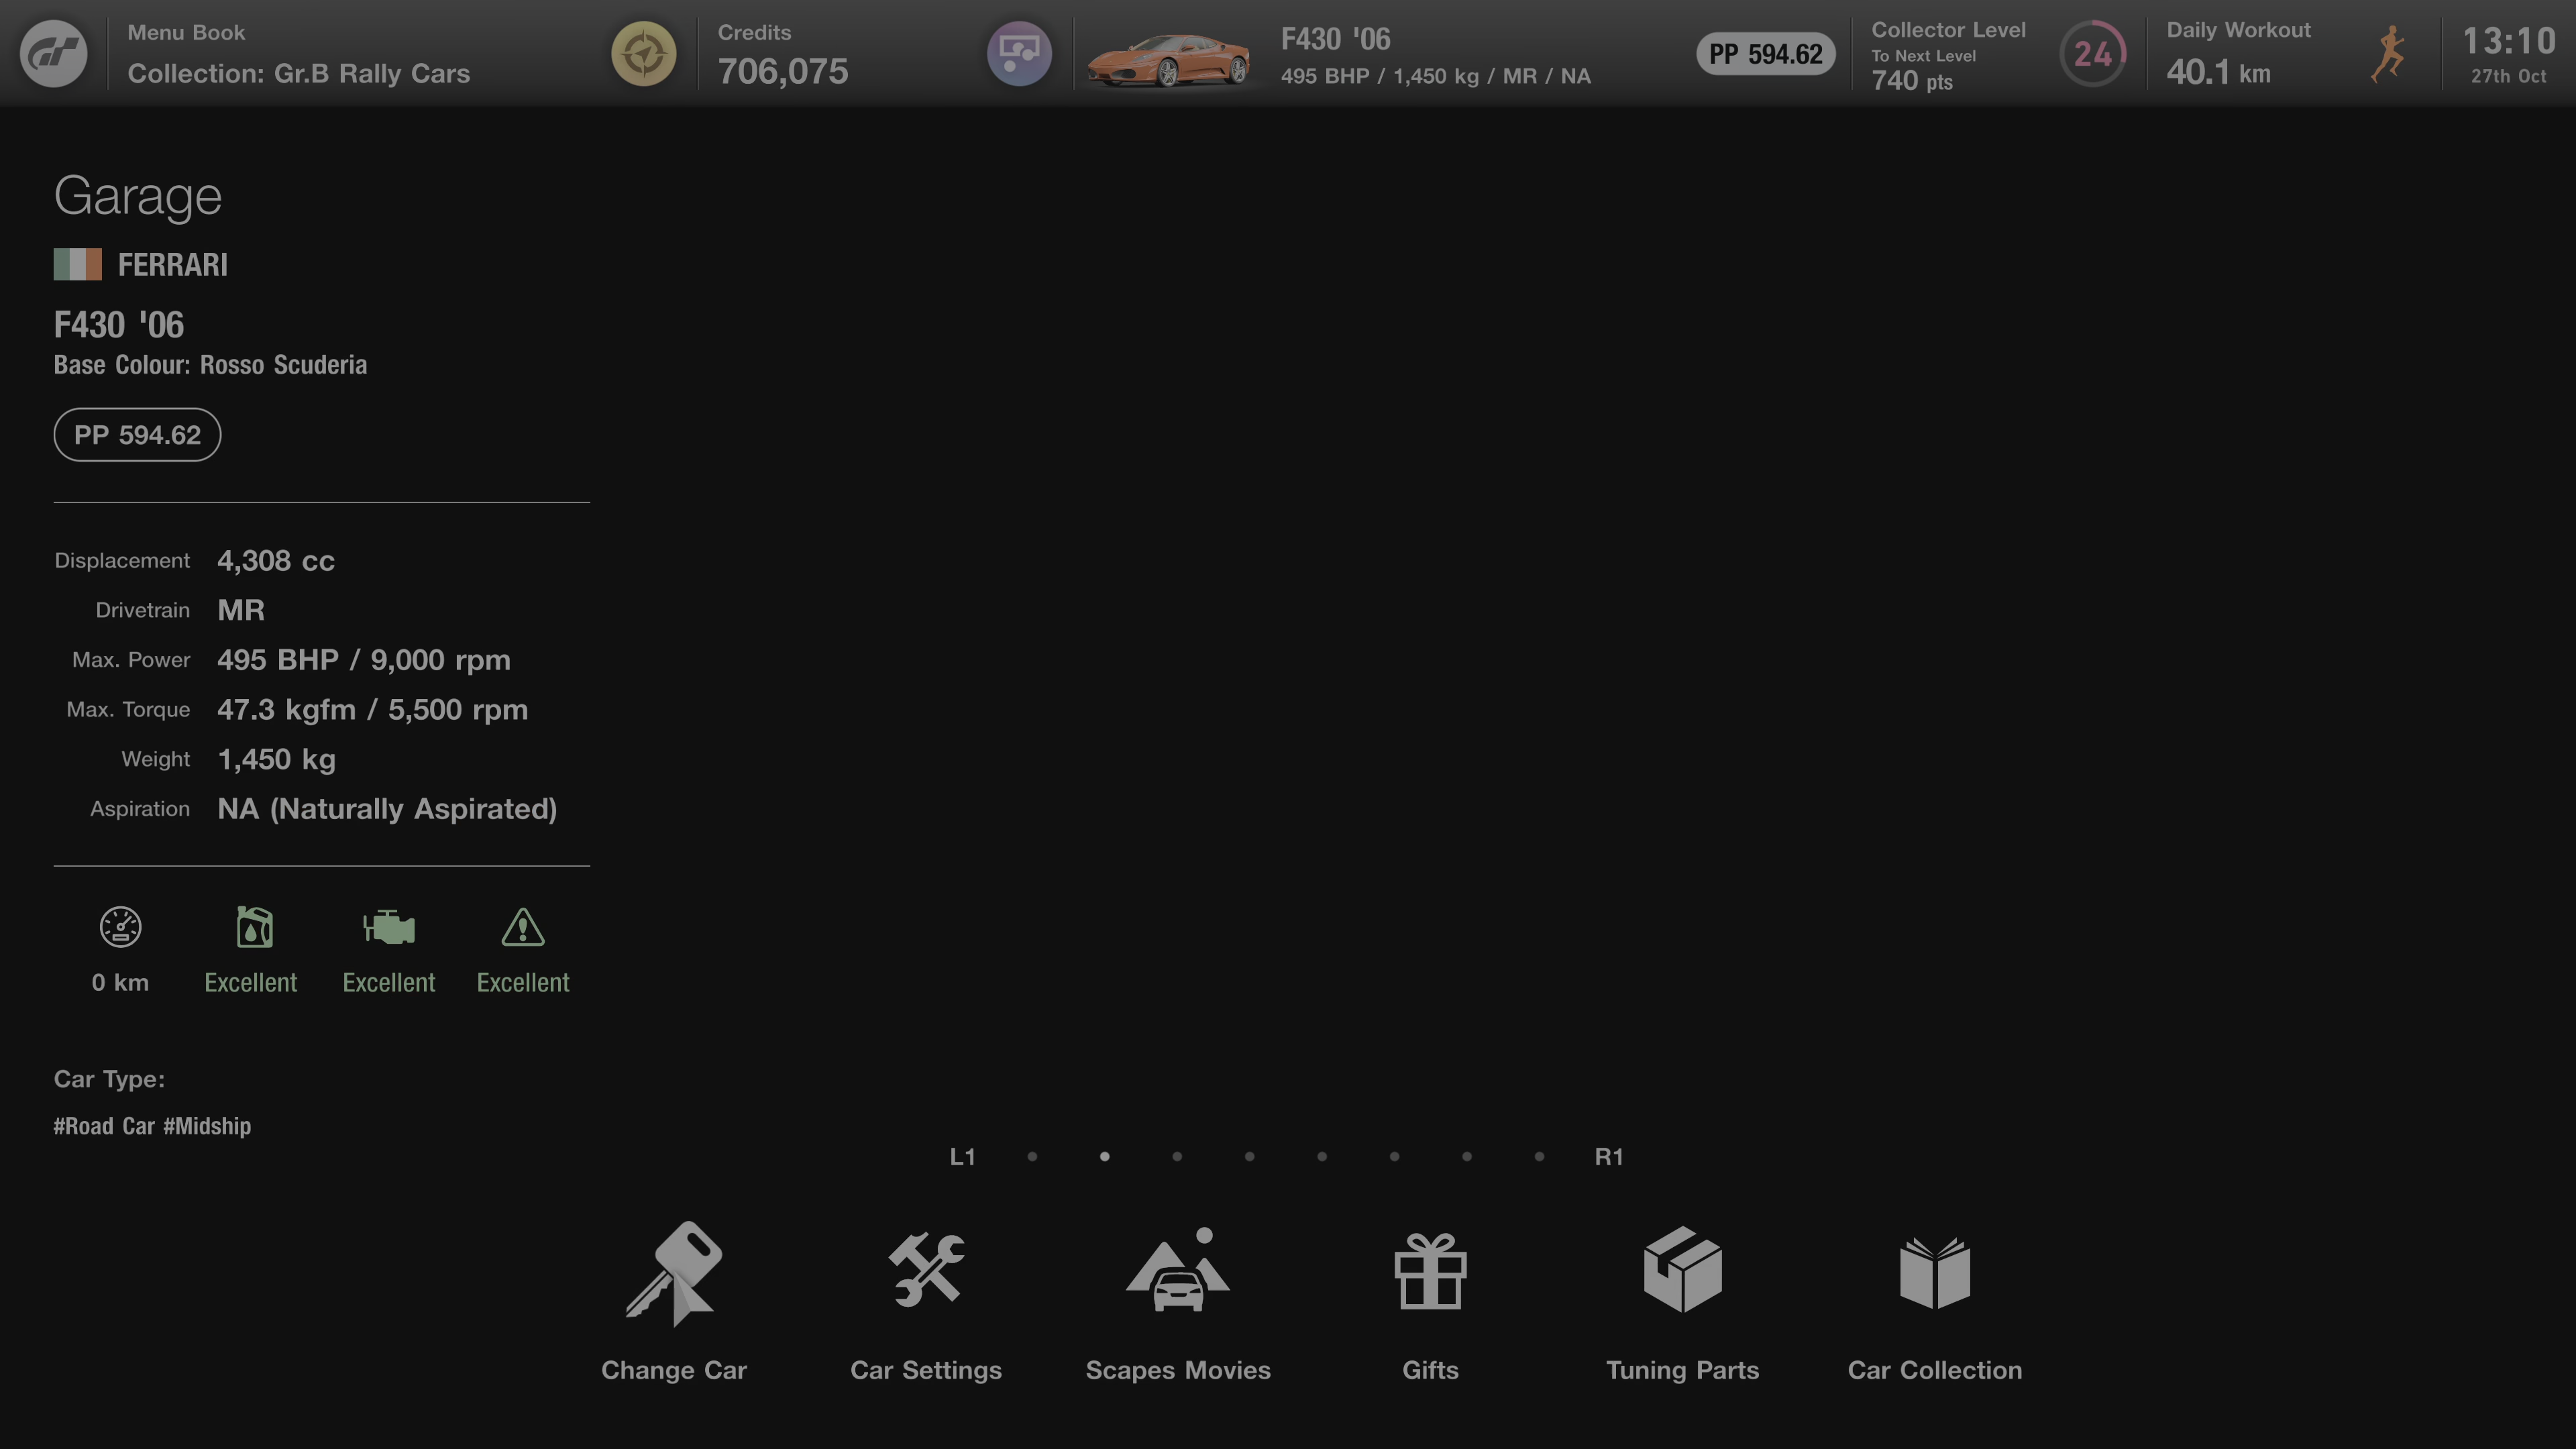 Menu Book
Collection: Gr.B Rally Cars
Credits
706,075
F430 '06
495 BHP / 1,450 kg / MR / NA
PP 594.62
Collector Level
To Next Level
740 pts
24
Daily Workout
40.1 km
13:10
27th Oct
Garage
FERRARI
F430 '06
Base Colour: Rosso Scuderia
PP 594.62
Displacement 4,308 cc
Drivetrain MR
Max. Power 495 BHP / 9,000 rpm
Max. Torque 47.3 kgfm / 5,500 rpm
Weight 1,450 kg
Aspiration NA (Naturally Aspirated)
0 km Excellent Excellent Excellent
Car Type:
#Road Car #Midship
L1 R1
Change Car Car Settings Scapes Movies Gifts Tuning Parts Car Collection